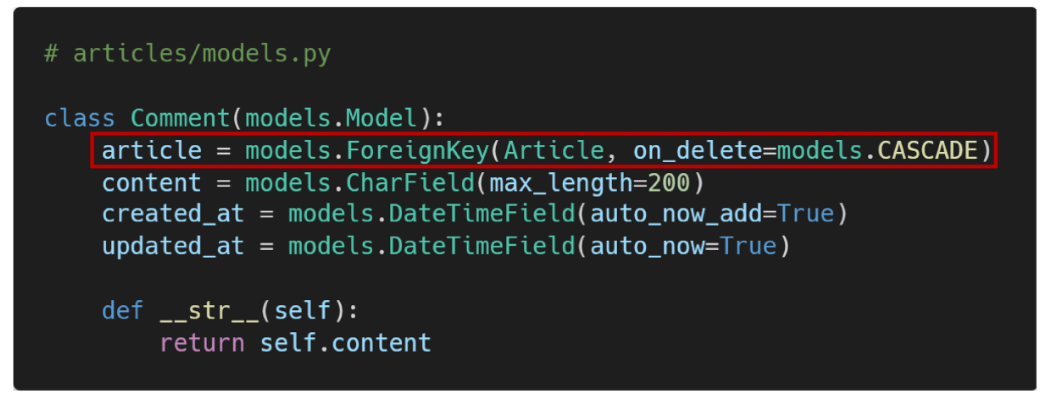 # articles/models.py
class Comment(models.Model):
    article = models.ForeignKey(Article, on_delete=models.CASCADE)
    content = models.CharField(max_length=200)
    created_at = models.DateTimeField(auto_now_add=True)
    updated_at = models.DateTimeField(auto_now=True)
    def __str__(self):
        return self.content